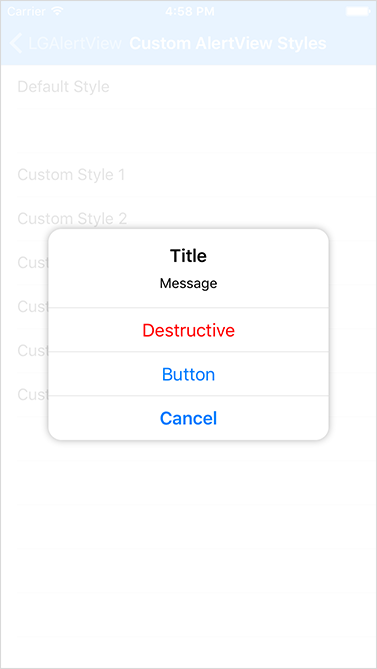 Carrier 4:58 PM
LGAlertView Custom AlertView Styles
Default Style
Custom Style 1
Custom Style 2
Cust
Cust
Cust
Cust
Title
Message
Destructive
Button
Cancel